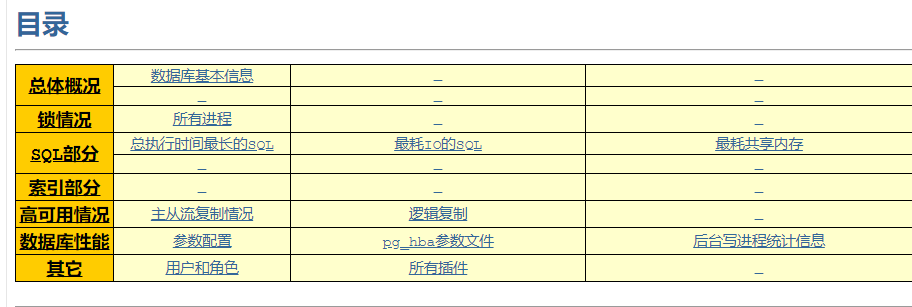 目录
总体概况 数据库基本信息 _ _
_ _ _
锁情况 所有进程 _ _
SQL部分 总执行时间最长的SQL 最耗IO的SQL 最耗共享内存
_ _ _
索引部分 _ _ _
高可用情况 主从流复制情况 逻辑复制 _
数据库性能 参数配置 pg_hba参数文件 后台写进程统计信息
其它 用户和角色 所有插件 _